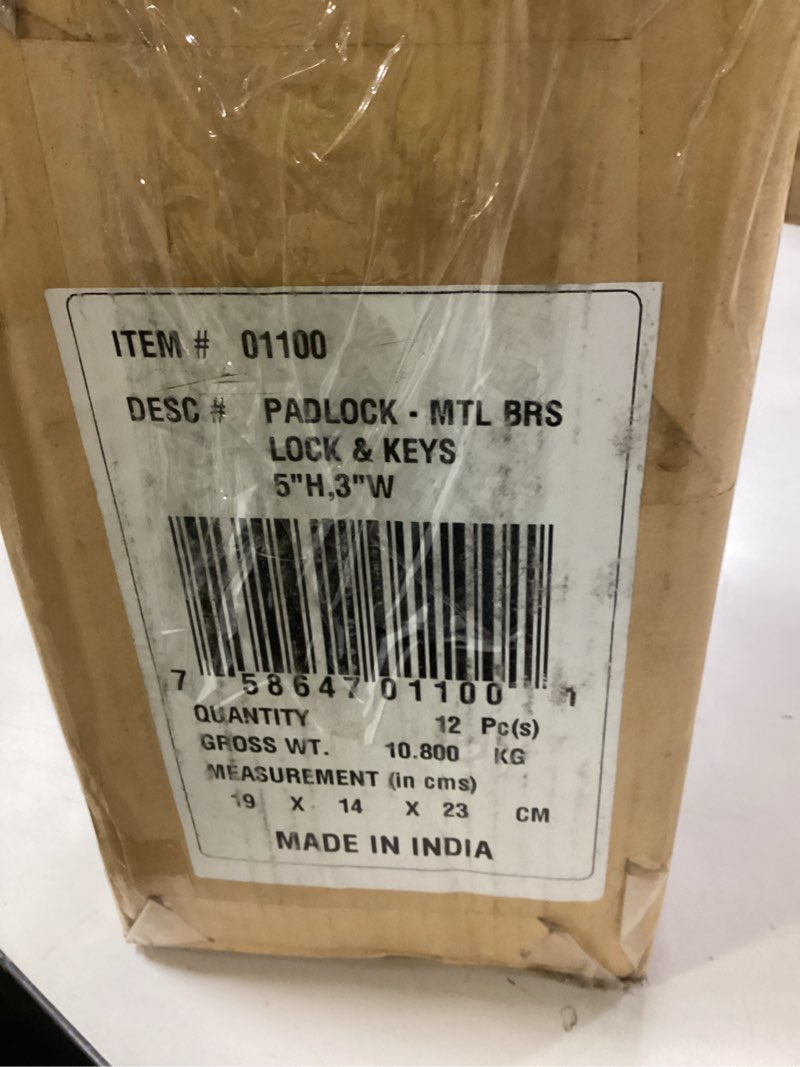 ITEM # 01100
DESC # PADLOCK - MTL BRS
LOCK & KEYS
5"H,3"W
7 58647 01100 1
QUANTITY 12 Pc(s)
GROSS WT. 10.800 KG
MEASUREMENT (in cms)
19 X 14 X 23 CM
MADE IN INDIA